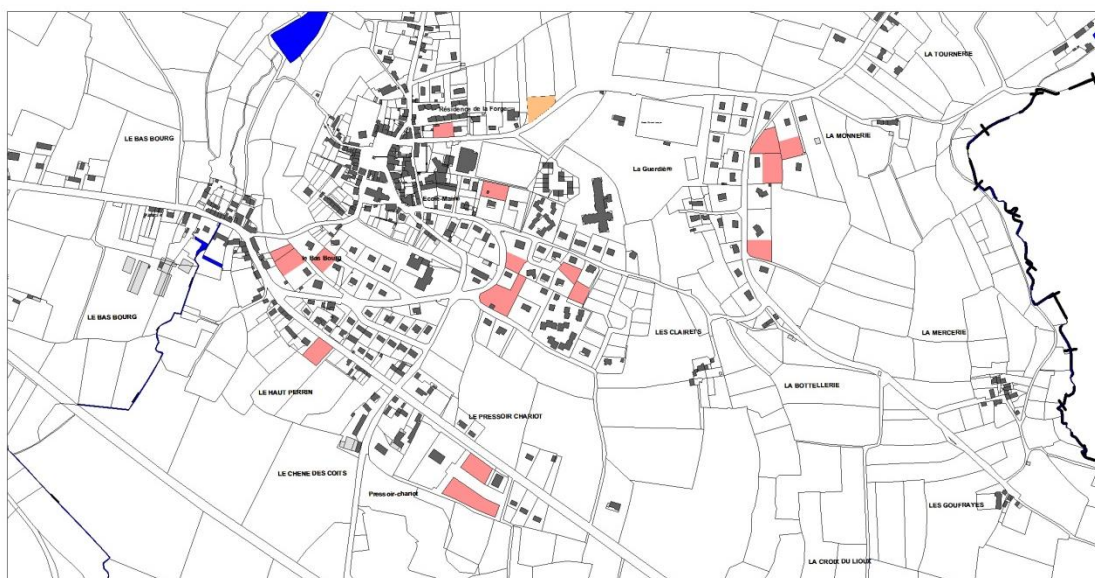 LA TOURNERIE
Résidence de la Forge
LE BAS BOURG
LA MONNERIE
La Guerdière
Ecole-Mairie
le Bas Bourg
LE BAS BOURG
LES CLAIRETS
LA MERCERIE
LA BOTTELLERIE
LE HAUT PERRIN
LE PRESSOIR CHARIOT
LE CHENE DES COITS
Pressoir-chariot
LES GOUFRAYES
LA CROIX DU LIOUX